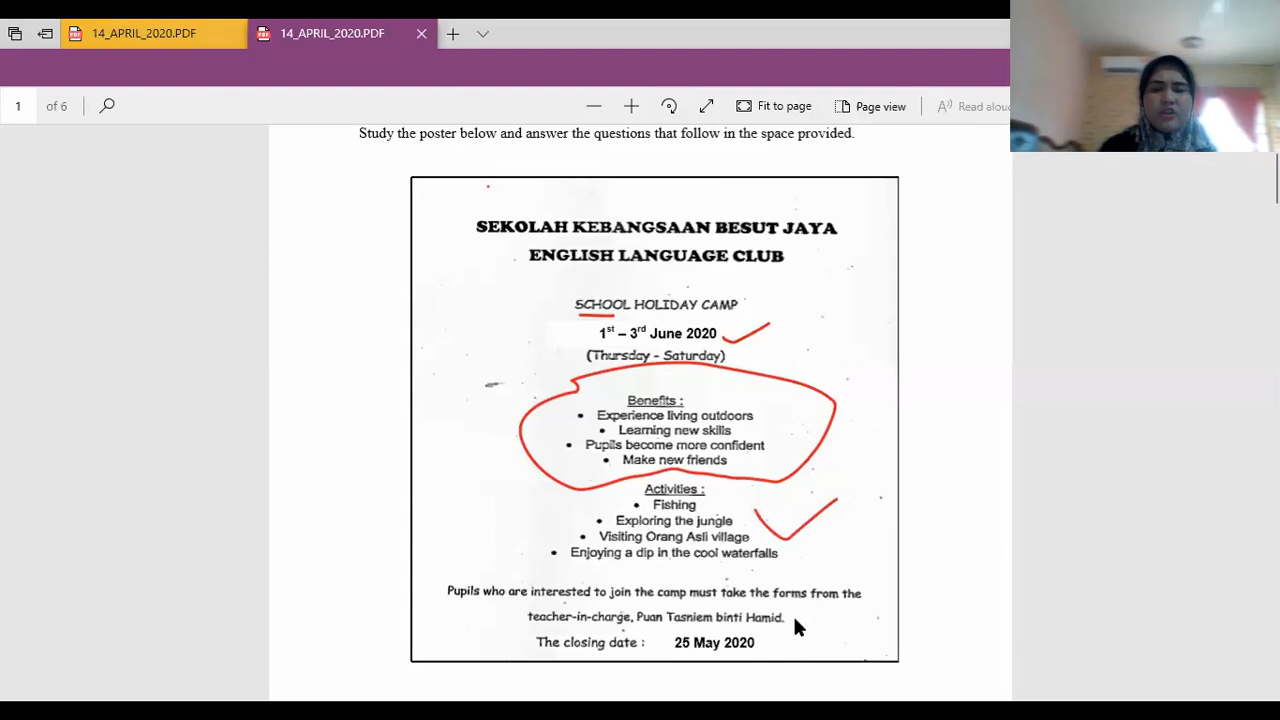 14_APRIL_2020.PDF
14_APRIL_2020.PDF
1 of 6
Fit to page
Page view
Read alou
Study the poster below and answer the questions that follow in the space provided.
SEKOLAH KEBANGSAAN BESUT JAYA
ENGLISH LANGUAGE CLUB
SCHOOL HOLIDAY CAMP
1st – 3rd June 2020
(Thursday - Saturday)
Benefits :
• Experience living outdoors
• Learning new skills
• Pupils become more confident
• Make new friends
Activities :
• Fishing
• Exploring the jungle
• Visiting Orang Asli village
• Enjoying a dip in the cool waterfalls
Pupils who are interested to join the camp must take the forms from the
teacher-in-charge, Puan Tasniem binti Hamid.
The closing date : 25 May 2020